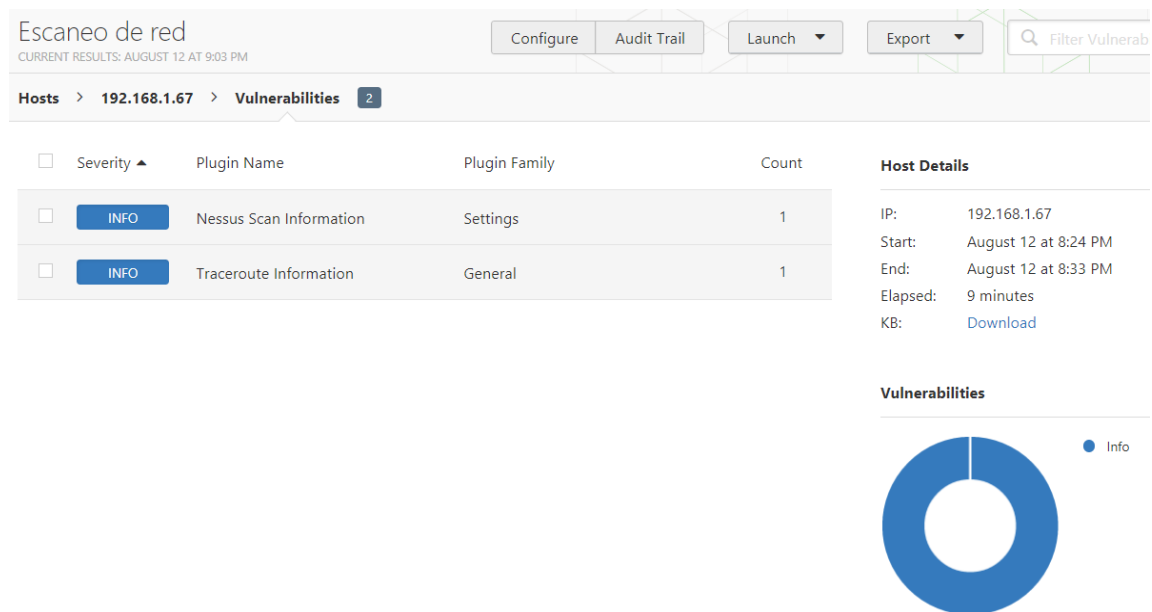 Escaneo de red
CURRENT RESULTS: AUGUST 12 AT 9:03 PM
Configure Audit Trail Launch Export Filter Vulnerab
Hosts > 192.168.1.67 > Vulnerabilities 2
Severity Plugin Name Plugin Family Count
INFO Nessus Scan Information Settings 1
INFO Traceroute Information General 1
Host Details
IP: 192.168.1.67
Start: August 12 at 8:24 PM
End: August 12 at 8:33 PM
Elapsed: 9 minutes
KB: Download
Vulnerabilities
Info